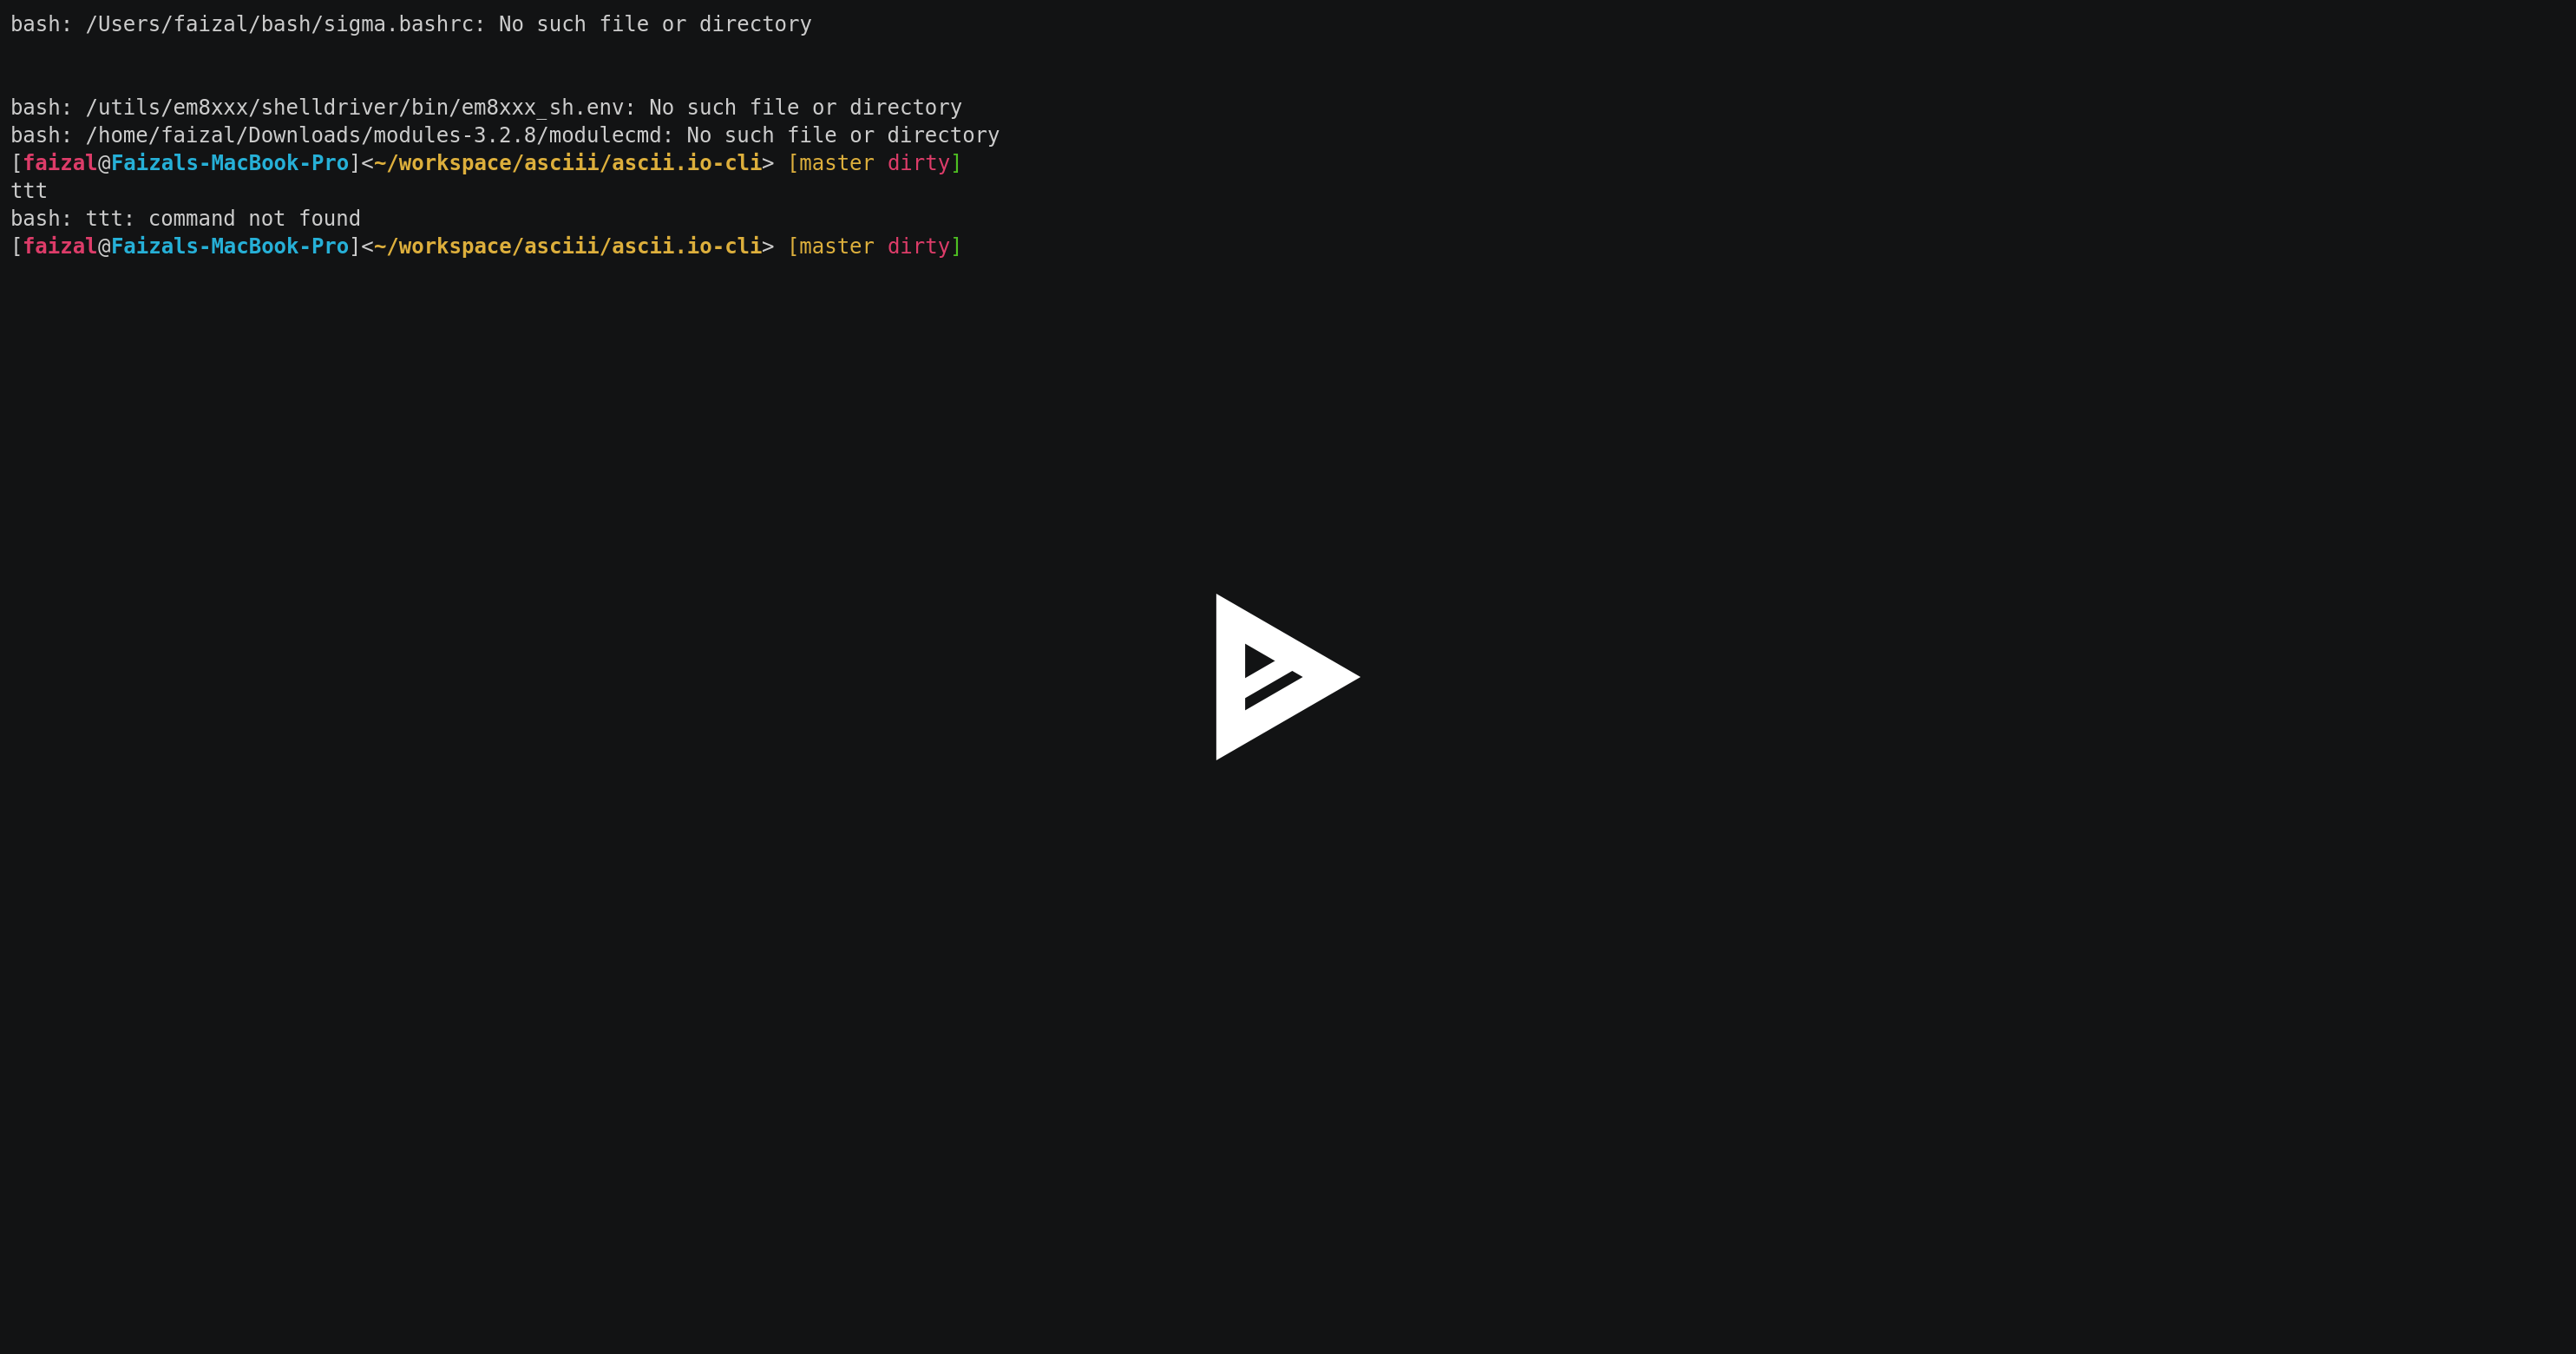 bash: /Users/faizal/bash/sigma.bashrc: No such file or directory
bash: /utils/em8xxx/shelldriver/bin/em8xxx_sh.env: No such file or directory
bash: /home/faizal/Downloads/modules-3.2.8/modulecmd: No such file or directory
[faizal@Faizals-MacBook-Pro]<~/workspace/asciii/ascii.io-cli> [master dirty]
ttt
bash: ttt: command not found
[faizal@Faizals-MacBook-Pro]<~/workspace/asciii/ascii.io-cli> [master dirty]